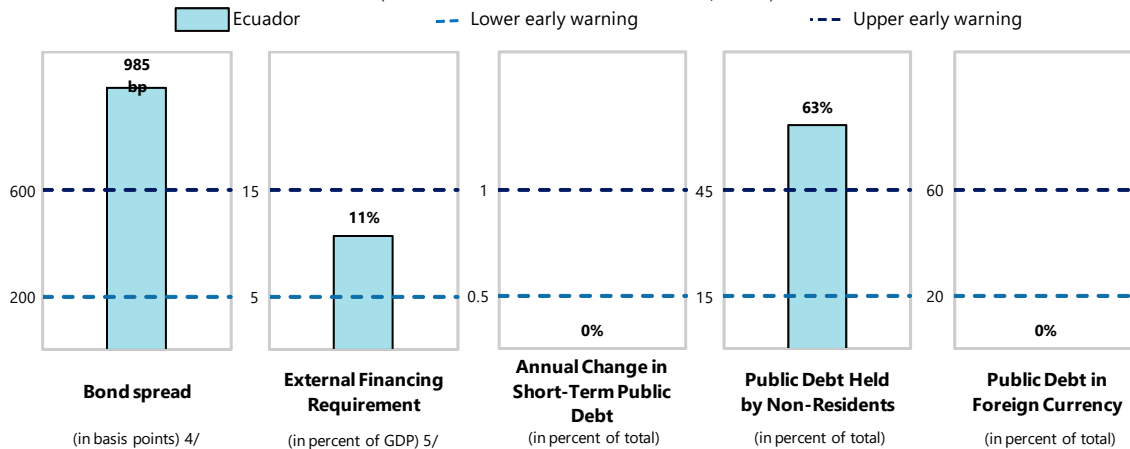 Ecuador Lower early warning Upper early warning
985
bp
600
200
Bond spread
(in basis points) 4/
15
11%
5
External Financing
Requirement
(in percent of GDP) 5/
1
0.5
0%
Annual Change in
Short-Term Public
Debt
(in percent of total)
63%
45
15
Public Debt Held
by Non-Residents
(in percent of total)
60
20
0%
Public Debt in
Foreign Currency
(in percent of total)